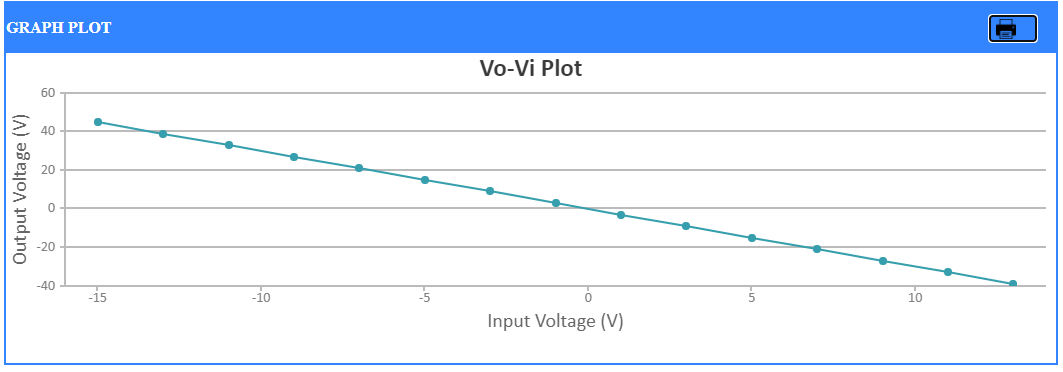 GRAPH PLOT
Vo-Vi Plot
60
40
20
0
-20
-40
Output Voltage (V)
-15 -10 -5 0 5 10
Input Voltage (V)